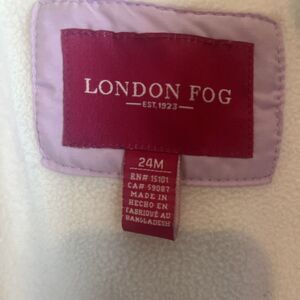 LONDON FOG
EST. 1923
24M
RN# 15101
CA# 59087
MADE IN
HECHO EN
FABRIQUÉ AU
BANGLADESH